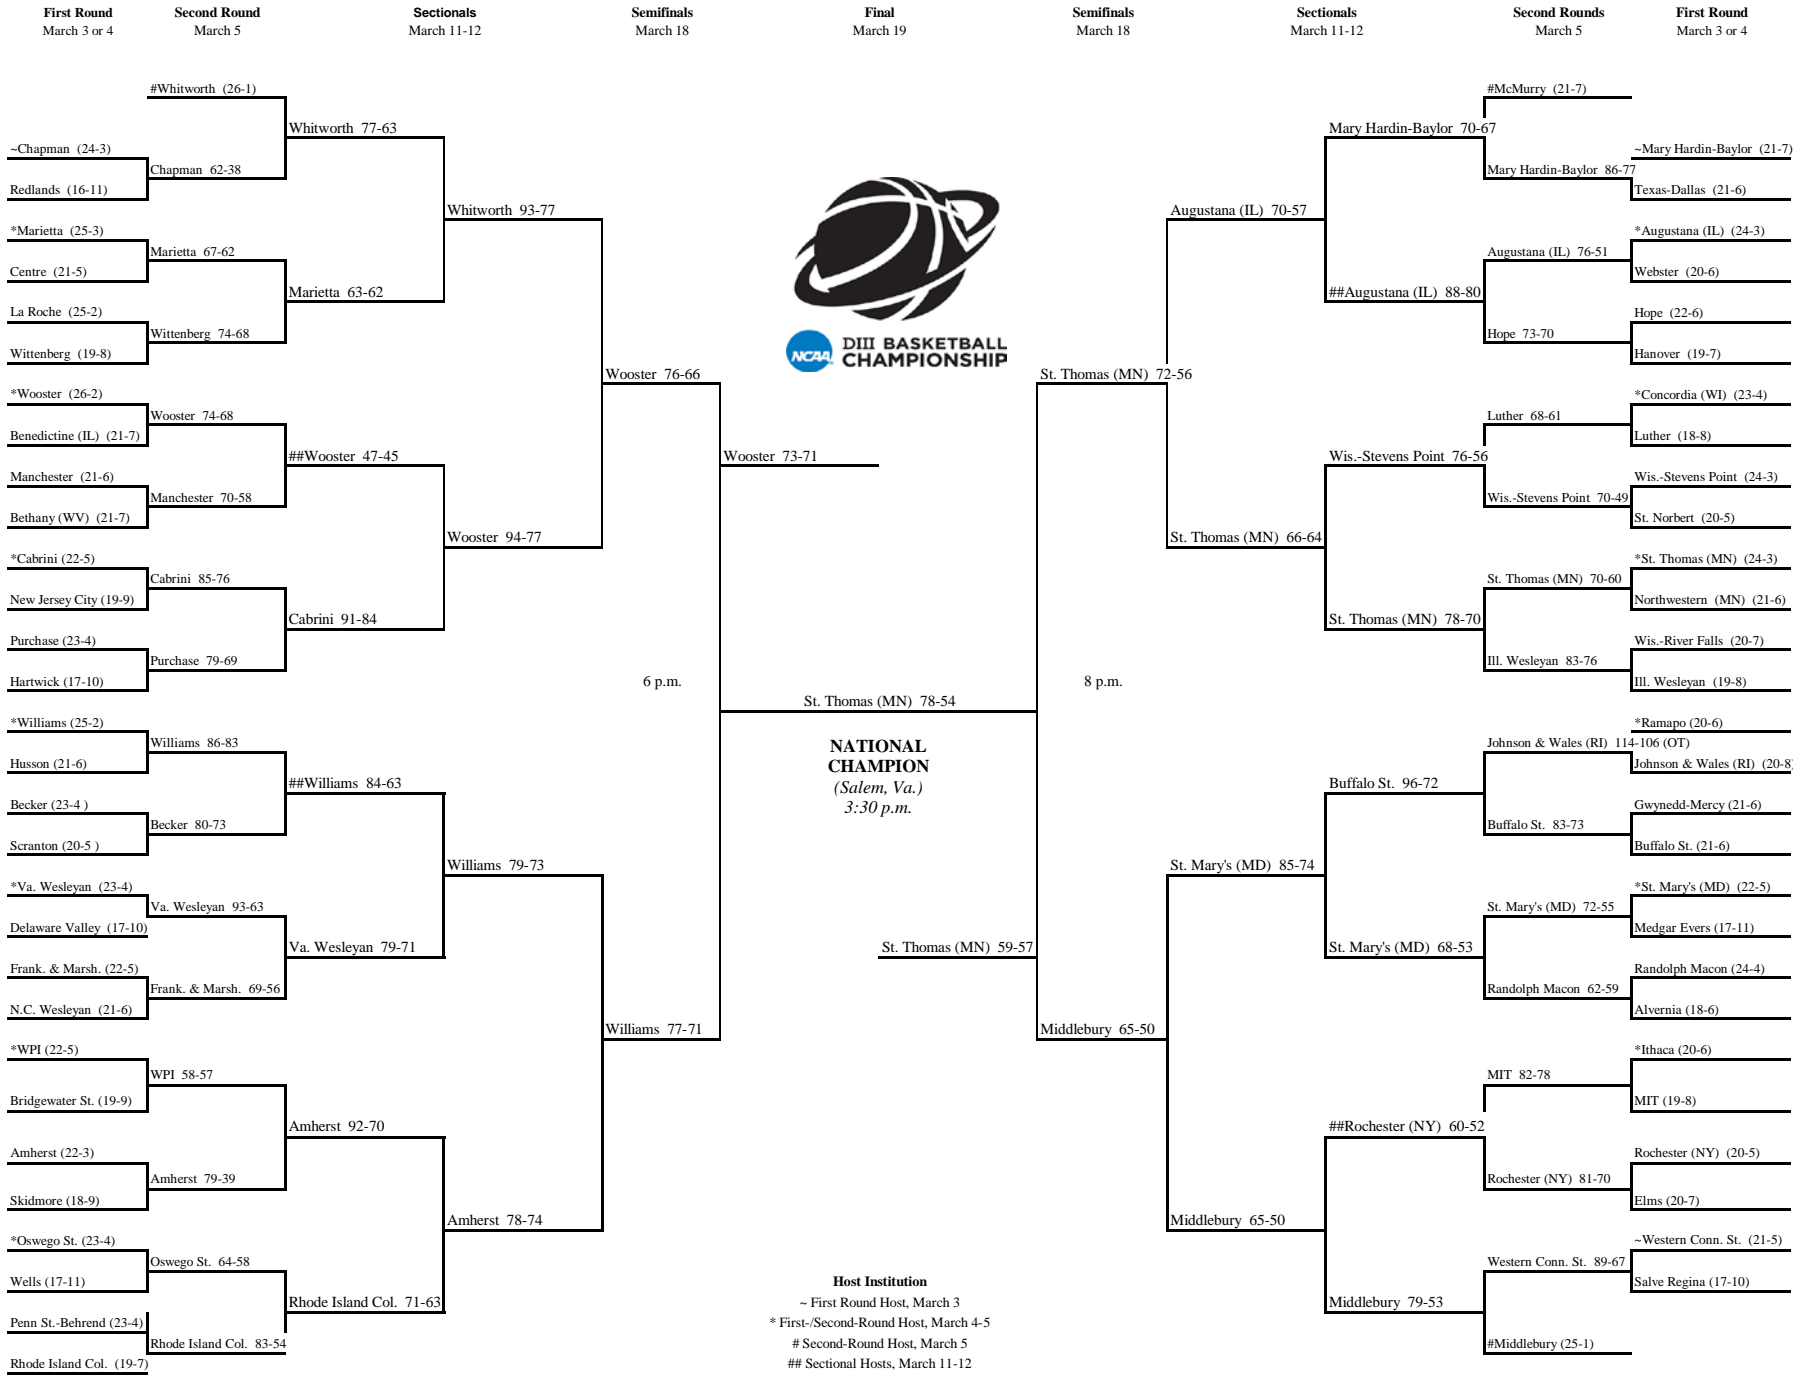 First Round
March 3 or 4
Second Round
March 5
Sectionals
March 11-12
Semifinals
March 18
Final
March 19
Semifinals
March 18
Sectionals
March 11-12
Second Rounds
March 5
First Round
March 3 or 4
~Chapman (24-3)
Redlands (16-11)
*Marietta (25-3)
Centre (21-5)
La Roche (25-2)
Wittenberg (19-8)
*Wooster (26-2)
Benedictine (IL) (21-7)
Manchester (21-6)
Bethany (WV) (21-7)
*Cabrini (22-5)
New Jersey City (19-9)
Purchase (23-4)
Hartwick (17-10)
*Williams (25-2)
Husson (21-6)
Becker (23-4 )
Scranton (20-5 )
*Va. Wesleyan (23-4)
Delaware Valley (17-10)
Frank. & Marsh. (22-5)
N.C. Wesleyan (21-6)
*WPI (22-5)
Bridgewater St. (19-9)
Amherst (22-3)
Skidmore (18-9)
*Oswego St. (23-4)
Wells (17-11)
Penn St.-Behrend (23-4)
Rhode Island Col. (19-7)
#Whitworth (26-1)
Chapman 62-38
Marietta 67-62
Wittenberg 74-68
Wooster 74-68
Manchester 70-58
Cabrini 85-76
Purchase 79-69
Williams 86-83
Becker 80-73
Va. Wesleyan 93-63
Frank. & Marsh. 69-56
WPI 58-57
Amherst 79-39
Oswego St. 64-58
Rhode Island Col. 83-54
Whitworth 77-63
Marietta 63-62
##Wooster 47-45
Cabrini 91-84
##Williams 84-63
Va. Wesleyan 79-71
Amherst 92-70
Rhode Island Col. 71-63
Whitworth 93-77
Wooster 94-77
Williams 79-73
Amherst 78-74
Wooster 76-66
6 p.m.
Williams 77-71
Wooster 73-71
NCAA
DIII BASKETBALL
CHAMPIONSHIP
St. Thomas (MN) 78-54
NATIONAL
CHAMPION
(Salem, Va.)
3:30 p.m.
St. Thomas (MN) 59-57
Host Institution
~ First Round Host, March 3
* First-/Second-Round Host, March 4-5
# Second-Round Host, March 5
## Sectional Hosts, March 11-12
St. Thomas (MN) 72-56
8 p.m.
Middlebury 65-50
Augustana (IL) 70-57
St. Thomas (MN) 66-64
St. Mary's (MD) 85-74
Middlebury 65-50
Mary Hardin-Baylor 70-67
##Augustana (IL) 88-80
Wis.-Stevens Point 76-56
St. Thomas (MN) 78-70
Buffalo St. 96-72
St. Mary's (MD) 68-53
##Rochester (NY) 60-52
Middlebury 79-53
#McMurry (21-7)
Mary Hardin-Baylor 86-77
Augustana (IL) 76-51
Hope 73-70
Luther 68-61
Wis.-Stevens Point 70-49
St. Thomas (MN) 70-60
Ill. Wesleyan 83-76
Johnson & Wales (RI) 114-106 (OT)
Buffalo St. 83-73
St. Mary's (MD) 72-55
Randolph Macon 62-59
MIT 82-78
Rochester (NY) 81-70
Western Conn. St. 89-67
#Middlebury (25-1)
~Mary Hardin-Baylor (21-7)
Texas-Dallas (21-6)
*Augustana (IL) (24-3)
Webster (20-6)
Hope (22-6)
Hanover (19-7)
*Concordia (WI) (23-4)
Luther (18-8)
Wis.-Stevens Point (24-3)
St. Norbert (20-5)
*St. Thomas (MN) (24-3)
Northwestern (MN) (21-6)
Wis.-River Falls (20-7)
Ill. Wesleyan (19-8)
*Ramapo (20-6)
Johnson & Wales (RI) (20-8)
Gwynedd-Mercy (21-6)
Buffalo St. (21-6)
*St. Mary's (MD) (22-5)
Medgar Evers (17-11)
Randolph Macon (24-4)
Alvernia (18-6)
*Ithaca (20-6)
MIT (19-8)
Rochester (NY) (20-5)
Elms (20-7)
~Western Conn. St. (21-5)
Salve Regina (17-10)